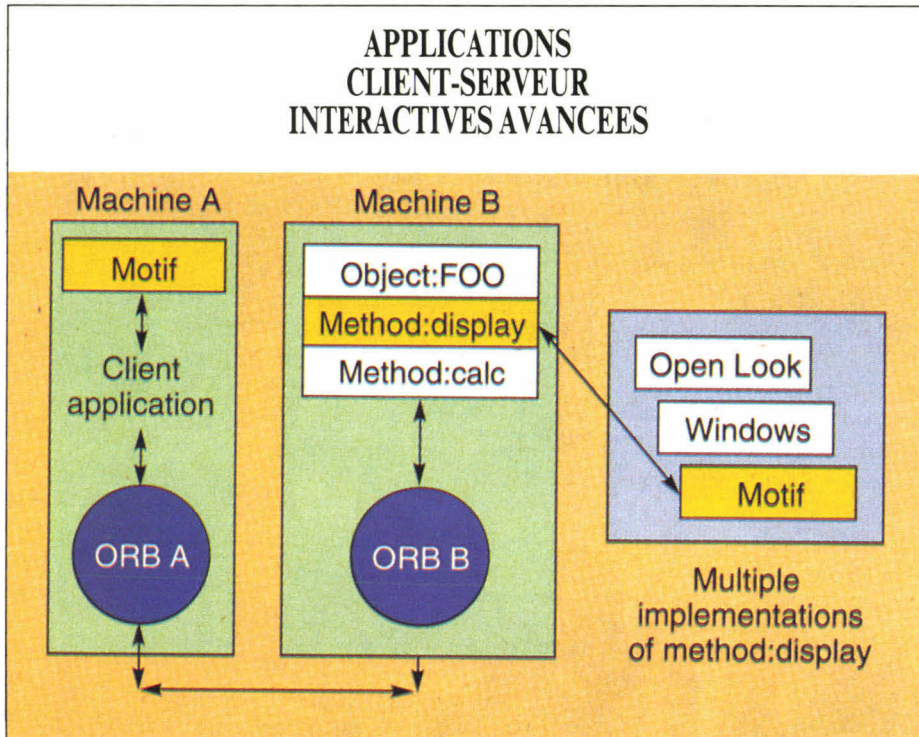 APPLICATIONS
CLIENT-SERVEUR
INTERACTIVES AVANCEES
Machine A
Motif
Client
application
ORB A
Machine B
Object:FOO
Method:display
Method:calc
ORB B
Open Look
Windows
Motif
Multiple
implementations
of method:display